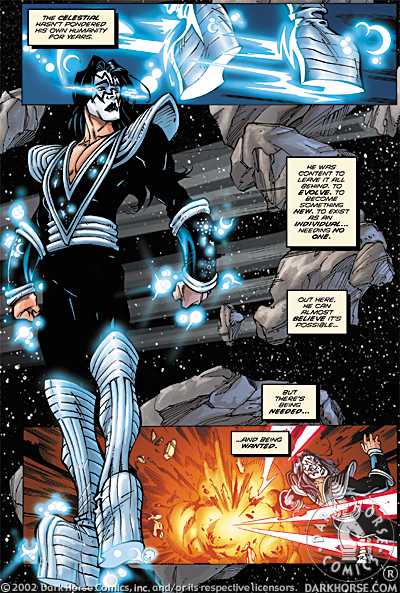 THE CELESTIAL
HASN'T PONDERED
HIS OWN HUMANITY
FOR YEARS.
HE WAS
CONTENT TO
LEAVE IT ALL
BEHIND. TO
EVOLVE. TO
BECOME
SOMETHING
NEW. TO EXIST
AS AN
INDIVIDUAL...
NEEDING NO
ONE.
OUT HERE,
HE CAN
ALMOST
BELIEVE IT'S
POSSIBLE...
BUT
THERE'S
BEING
NEEDED...
...AND BEING
WANTED.
DARK HORSE
COMICS
©2002 Dark Horse Comics, Inc. and/or its respective licensors. DARKHORSE.COM ®